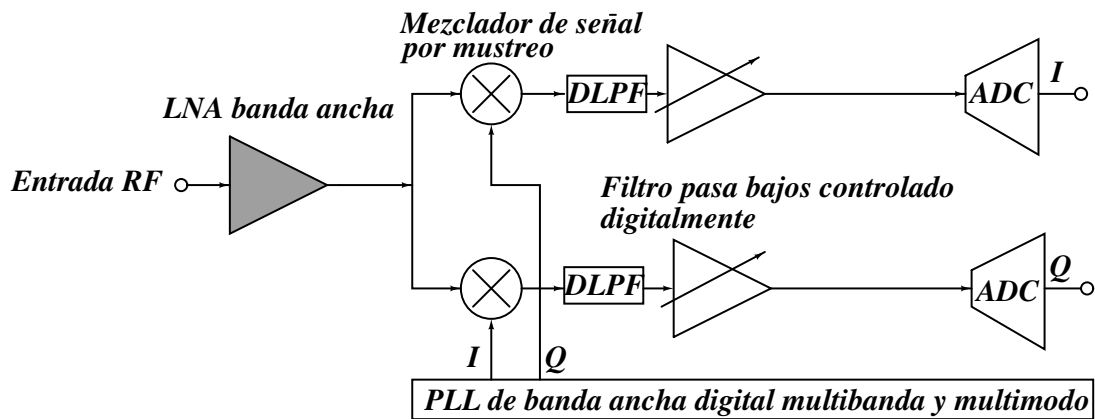 Mezclador de señal
por mustreo
DLPF
I
ADC
LNA banda ancha
Entrada RF
Filtro pasa bajos controlado
digitalmente
DLPF
Q
ADC
I
Q
PLL de banda ancha digital multibanda y multimodo